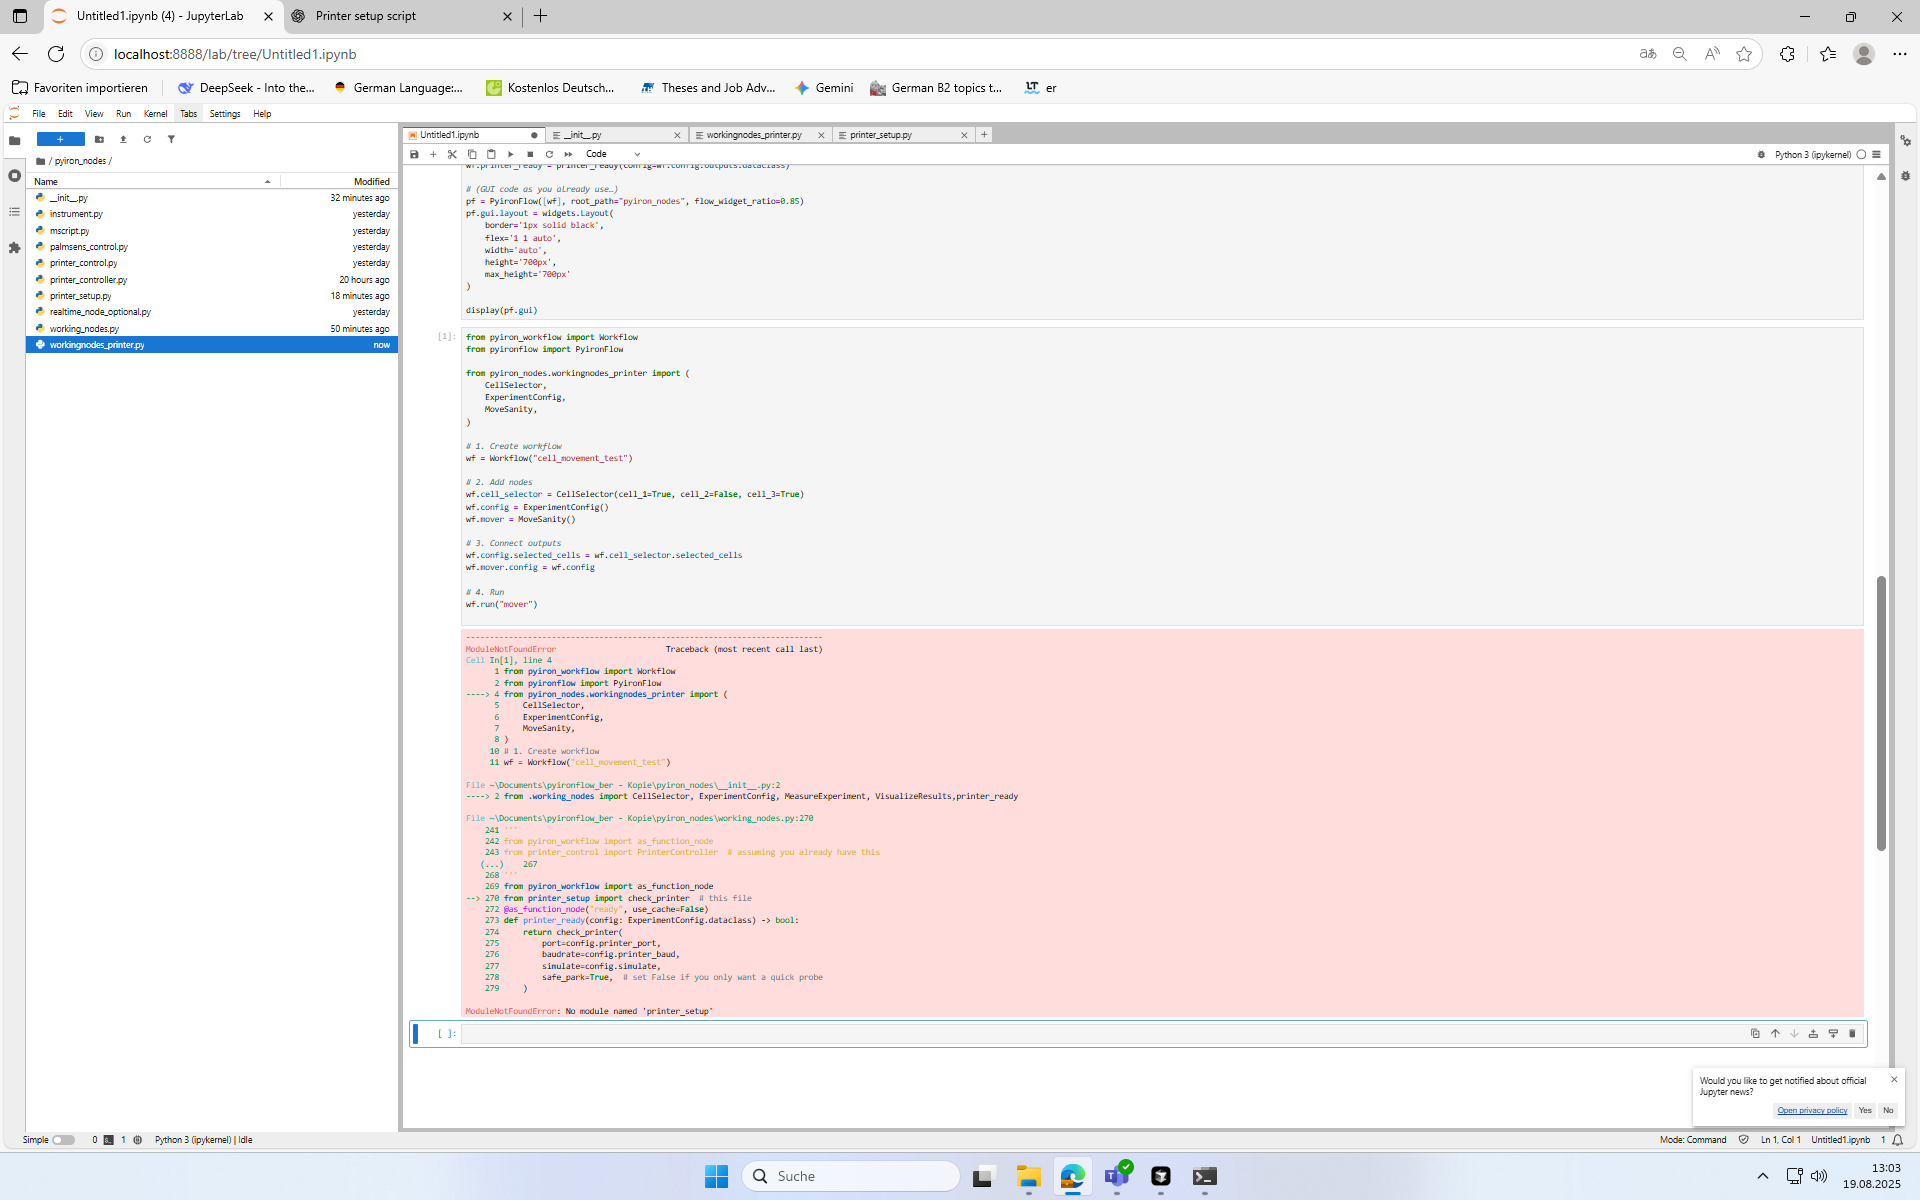 Untitled1.ipynb (4) - JupyterLab
Printer setup script
localhost:8888/lab/tree/Untitled1.ipynb
Favoriten importieren
DeepSeek - Into the...
German Language:...
Kostenlos Deutsch...
Theses and Job Adv...
Gemini
German B2 topics t...
er
File Edit View Run Kernel Tabs Settings Help
/ pyiron_nodes /
Name Modified
__init__.py 32 minutes ago
instrument.py yesterday
mscript.py yesterday
palmsens_control.py yesterday
printer_control.py yesterday
printer_controller.py 20 hours ago
printer_setup.py 18 minutes ago
realtime_node_optional.py yesterday
working_nodes.py 50 minutes ago
workingnodes_printer.py now
Untitled1.ipynb
__init__.py
workingnodes_printer.py
printer_setup.py
Code
Python 3 (ipykernel)
wf.printer_ready = printer_ready(config=wf.config.outputs.dataclass)
# (GUI code as you already use…)
pf = PyironFlow([wf], root_path="pyiron_nodes", flow_widget_ratio=0.85)
pf.gui.layout = widgets.Layout(
border='1px solid black',
flex='1 1 auto',
width='auto',
height='700px',
max_height='700px'
)
display(pf.gui)
[1]:
from pyiron_workflow import Workflow
from pyironflow import PyironFlow
from pyiron_nodes.workingnodes_printer import (
CellSelector,
ExperimentConfig,
MoveSanity,
)
# 1. Create workflow
wf = Workflow("cell_movement_test")
# 2. Add nodes
wf.cell_selector = CellSelector(cell_1=True, cell_2=False, cell_3=True)
wf.config = ExperimentConfig()
wf.mover = MoveSanity()
# 3. Connect outputs
wf.config.selected_cells = wf.cell_selector.selected_cells
wf.mover.config = wf.config
# 4. Run
wf.run("mover")
---------------------------------------------------------------------------
ModuleNotFoundError Traceback (most recent call last)
Cell In[1], line 4
1 from pyiron_workflow import Workflow
2 from pyironflow import PyironFlow
----> 4 from pyiron_nodes.workingnodes_printer import (
5 CellSelector,
6 ExperimentConfig,
7 MoveSanity,
8 )
10 # 1. Create workflow
11 wf = Workflow("cell_movement_test")
File ~\Documents\pyironflow_ber - Kopie\pyiron_nodes\__init__.py:2
----> 2 from .working_nodes import CellSelector, ExperimentConfig, MeasureExperiment, VisualizeResults,printer_ready
File ~\Documents\pyironflow_ber - Kopie\pyiron_nodes\working_nodes.py:270
241 '''
242 from pyiron_workflow import as_function_node
243 from printer_control import PrinterController # assuming you already have this
(...) 267
268 '''
269 from pyiron_workflow import as_function_node
--> 270 from printer_setup import check_printer # this file
272 @as_function_node("ready", use_cache=False)
273 def printer_ready(config: ExperimentConfig.dataclass) -> bool:
274 return check_printer(
275 port=config.printer_port,
276 baudrate=config.printer_baud,
277 simulate=config.simulate,
278 safe_park=True, # set False if you only want a quick probe
279 )
ModuleNotFoundError: No module named 'printer_setup'
[ ]:
Would you like to get notified about official
Jupyter news?
Open privacy policy Yes No
Simple 0 1 Python 3 (ipykernel) | Idle
Mode: Command Ln 1, Col 1 Untitled1.ipynb 1
Suche
13:03
19.08.2025